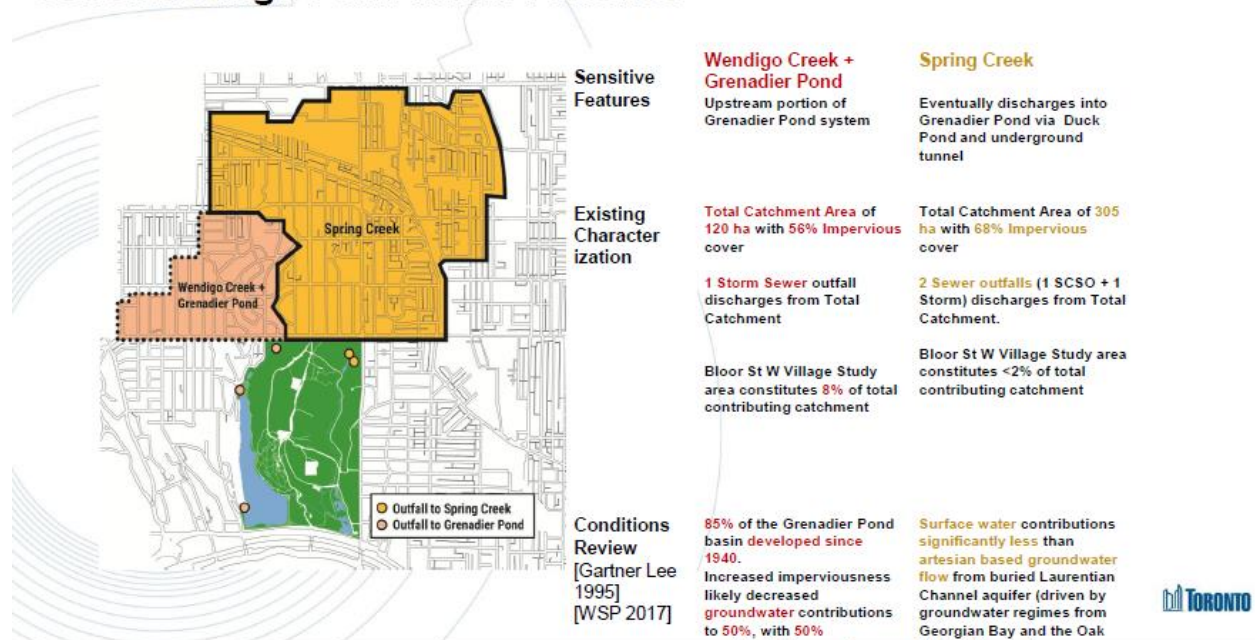 Sensitive
Features
Wendigo Creek +
Grenadier Pond
Upstream portion of
Grenadier Pond system
Spring Creek
Eventually discharges into
Grenadier Pond via Duck
Pond and underground
tunnel
Spring Creek
Wendigo Creek +
Grenadier Pond
Outfall to Spring Creek
Outfall to Grenadier Pond
Existing
Character
ization
Total Catchment Area of
120 ha with 56% Impervious
cover
1 Storm Sewer outfall
discharges from Total
Catchment
Bloor St W Village Study
area constitutes 8% of total
contributing catchment
Total Catchment Area of 305
ha with 68% Impervious
cover
2 Sewer outfalls (1 SCSO + 1
Storm) discharges from Total
Catchment.
Bloor St W Village Study area
constitutes <2% of total
contributing catchment
Conditions
Review
[Gartner Lee
1995]
[WSP 2017]
85% of the Grenadier Pond
basin developed since
1940.
Increased imperviousness
likely decreased
groundwater contributions
to 50%, with 50%
Surface water contributions
significantly less than
artesian based groundwater
flow from buried Laurentian
Channel aquifer (driven by
groundwater regimes from
Georgian Bay and the Oak
TORONTO